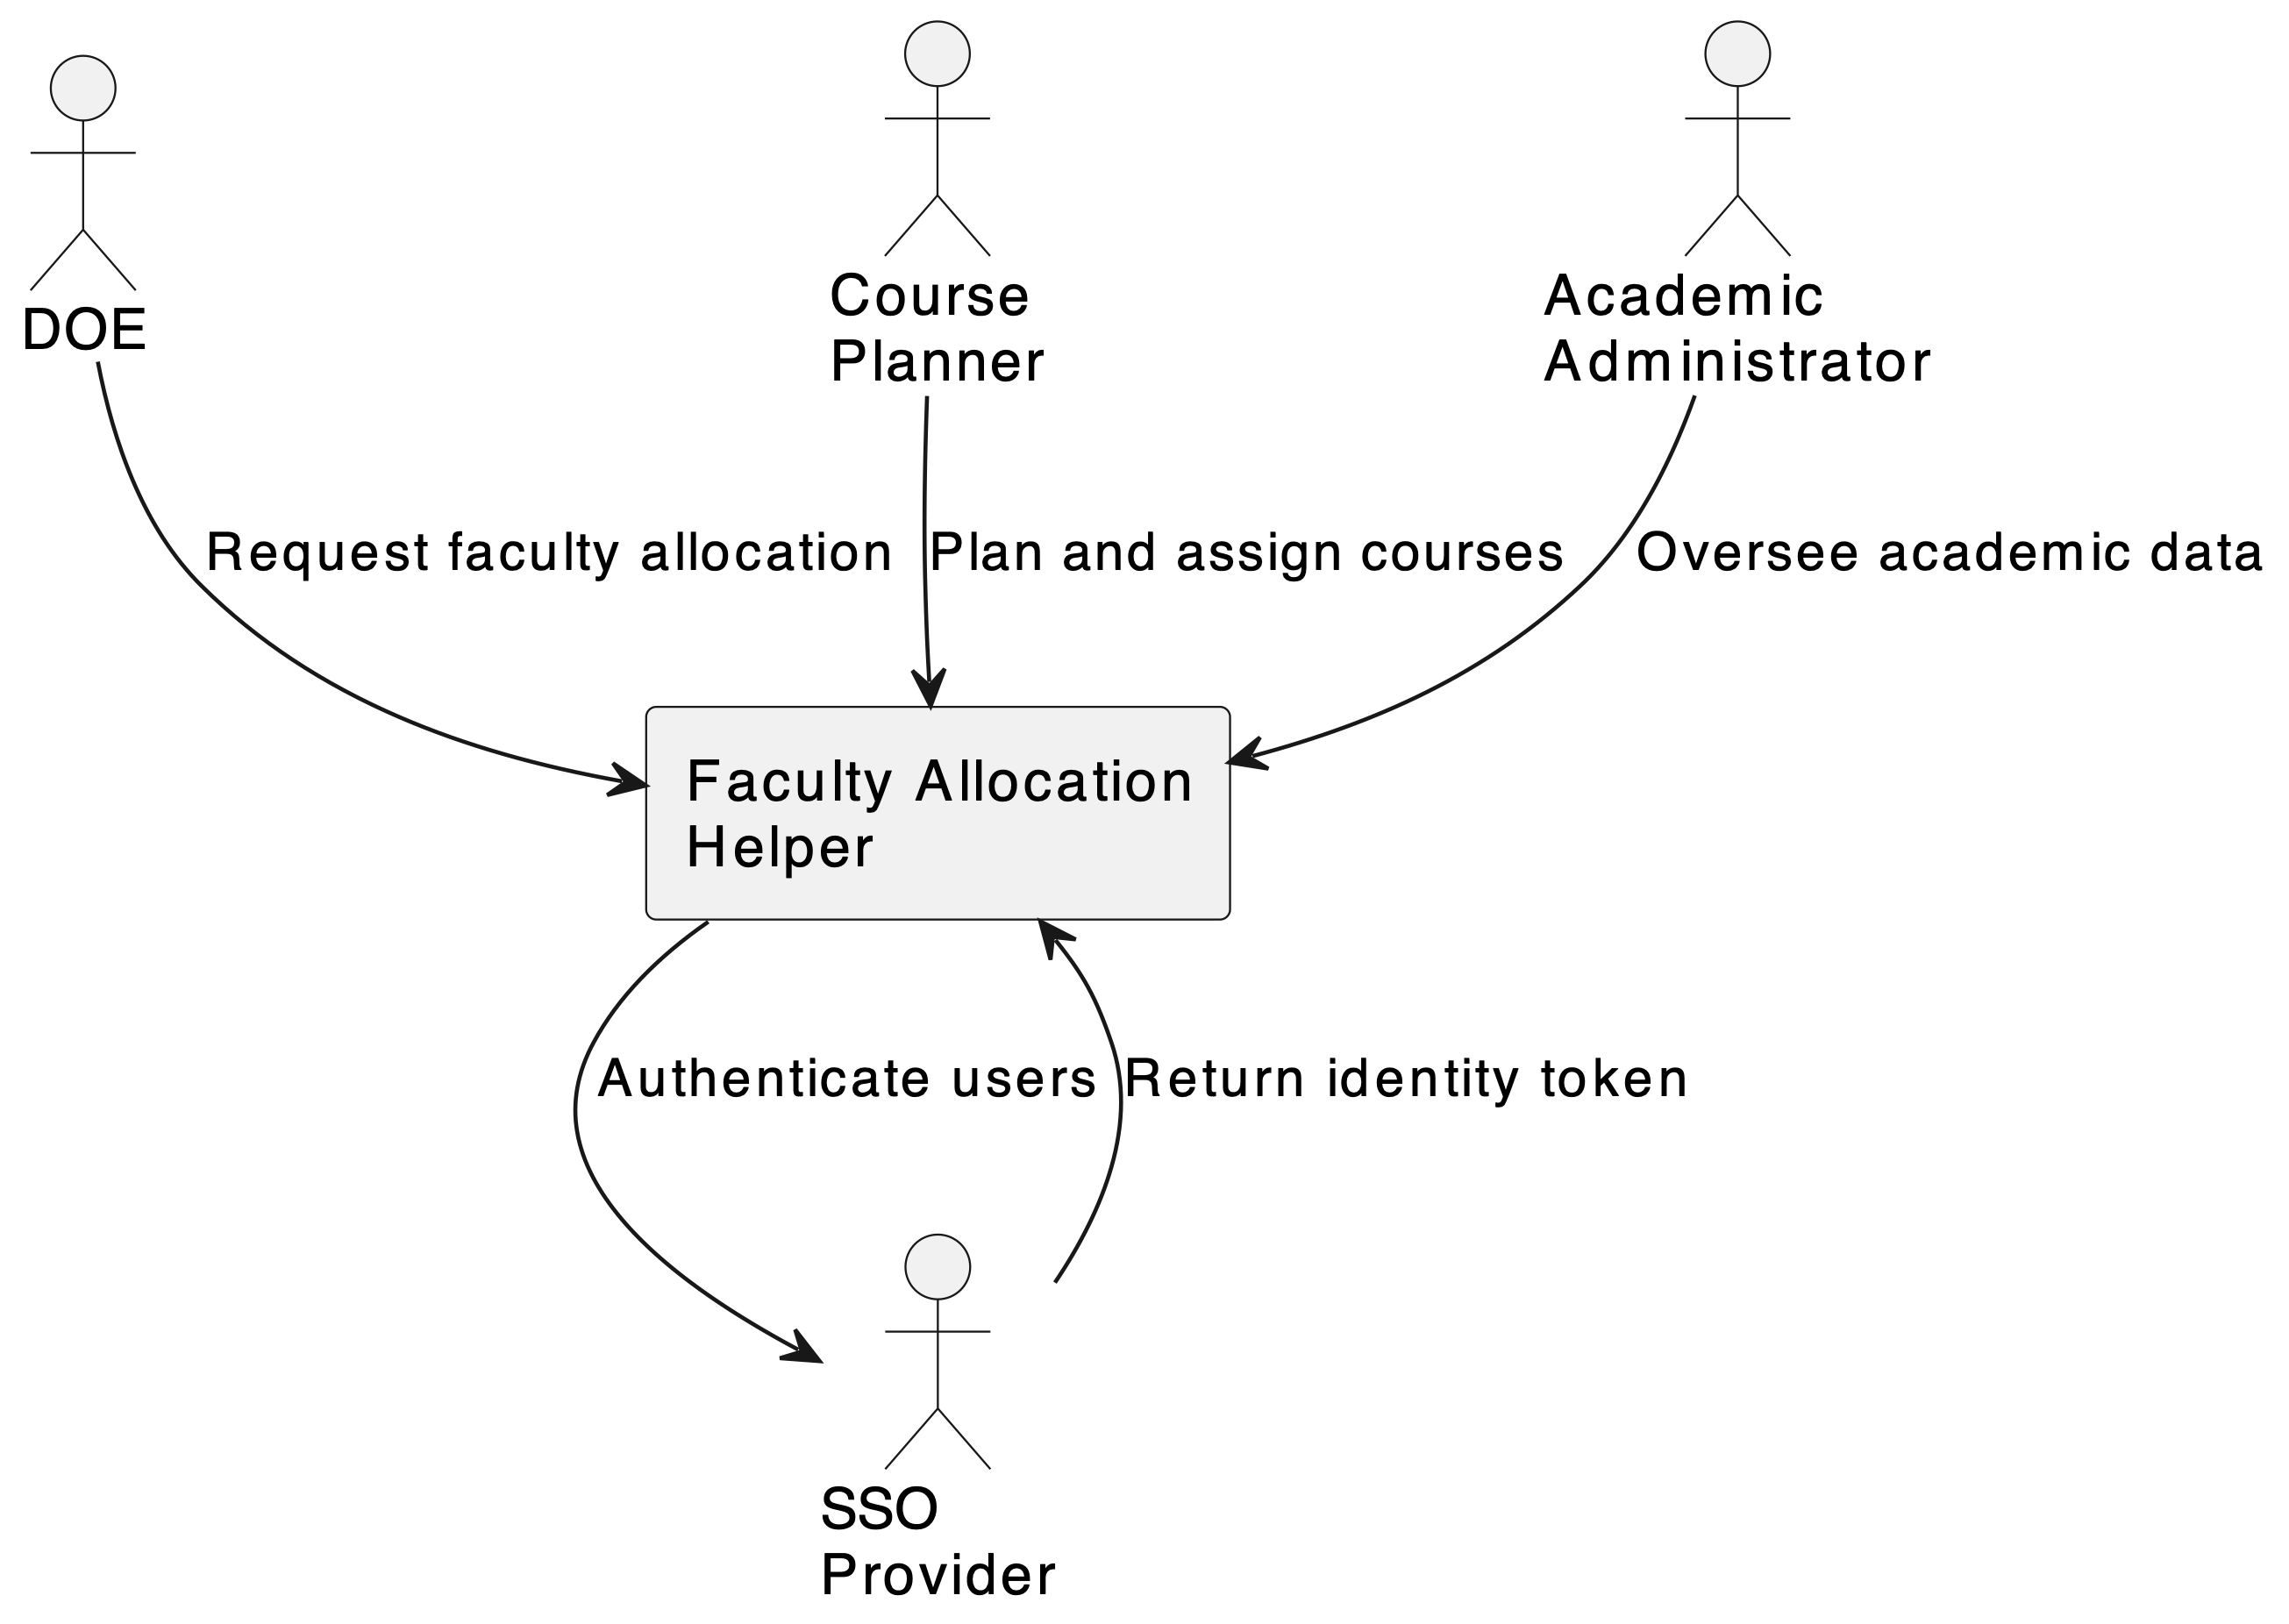 DOE
Course
Planner
Academic
Administrator
Request faculty allocation
Plan and assign courses
Oversee academic data
Faculty Allocation
Helper
Authenticate users
Return identity token
SSO
Provider